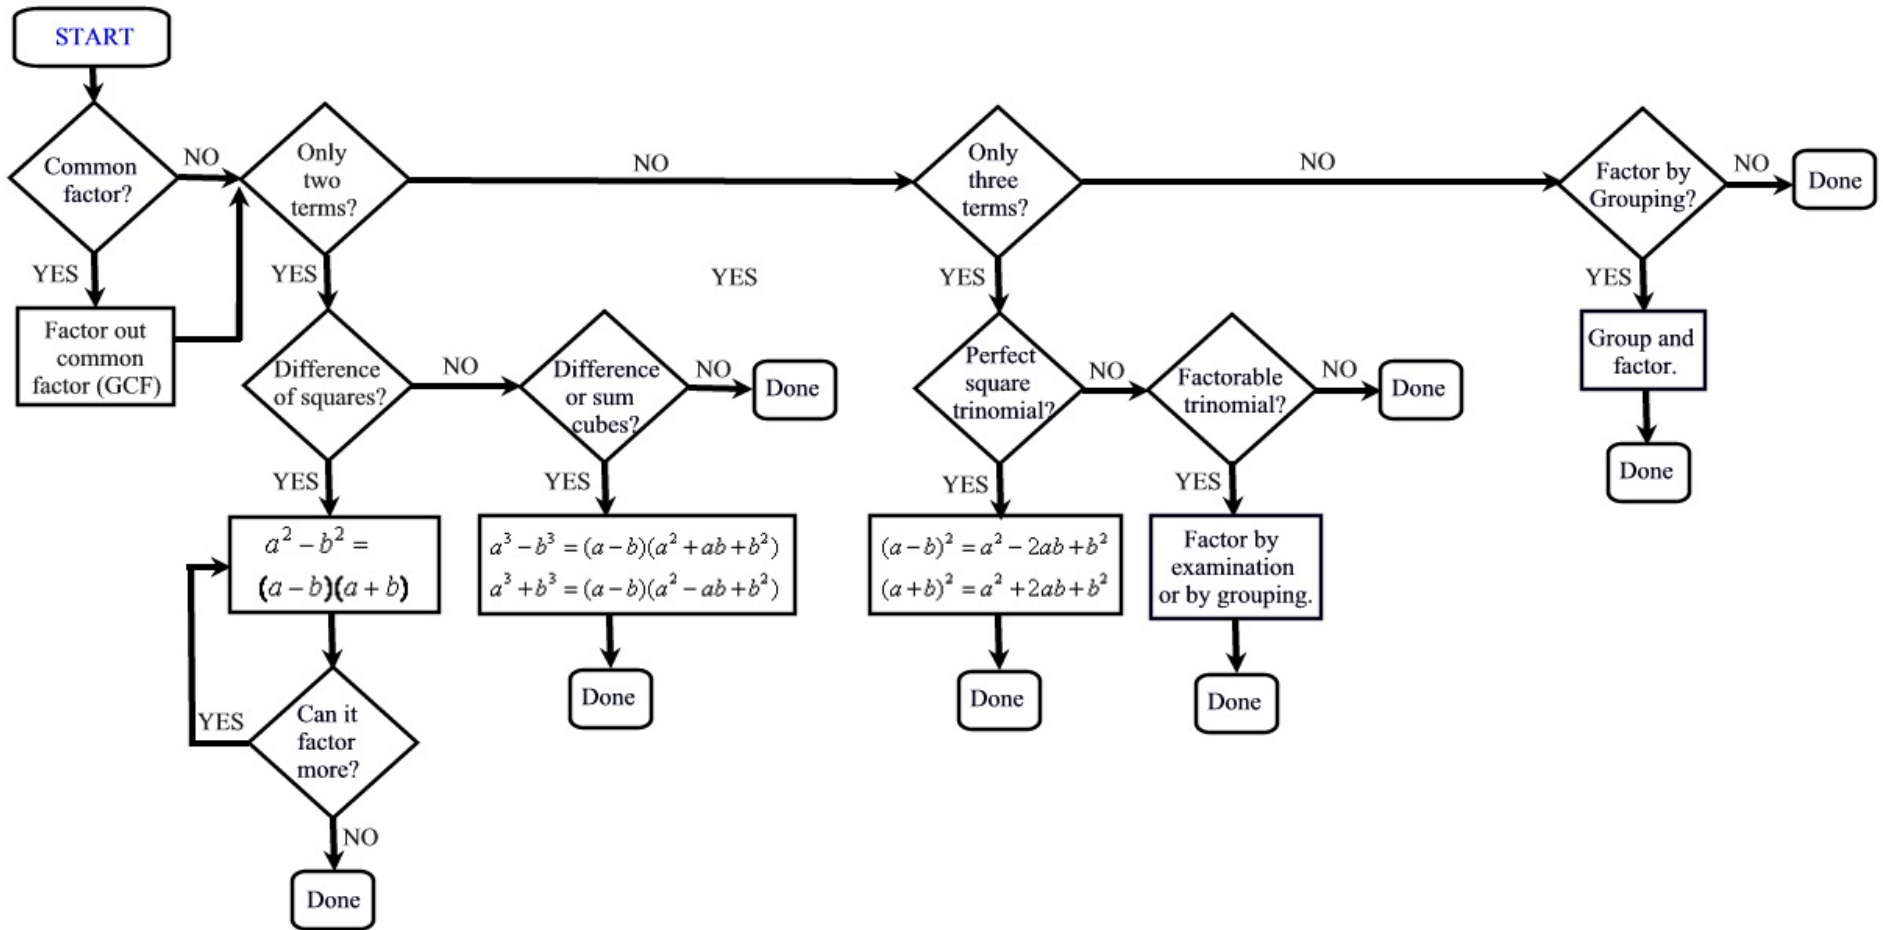 START
Common
factor?
NO
YES
Factor out
common
factor (GCF)
Only
two
terms?
NO
YES
YES
Difference
of squares?
NO
YES
a² − b² =
(a − b)(a + b)
Can it
factor
more?
YES
NO
Done
Difference
or sum
cubes?
NO
Done
YES
a³ − b³ = (a − b)(a² + ab + b²)
a³ + b³ = (a − b)(a² − ab + b²)
Done
Only
three
terms?
NO
YES
Perfect
square
trinomial?
NO
YES
(a − b)² = a² − 2ab + b²
(a + b)² = a² + 2ab + b²
Done
Factorable
trinomial?
NO
Done
YES
Factor by
examination
or by grouping.
Done
Factor by
Grouping?
NO
Done
YES
Group and
factor.
Done